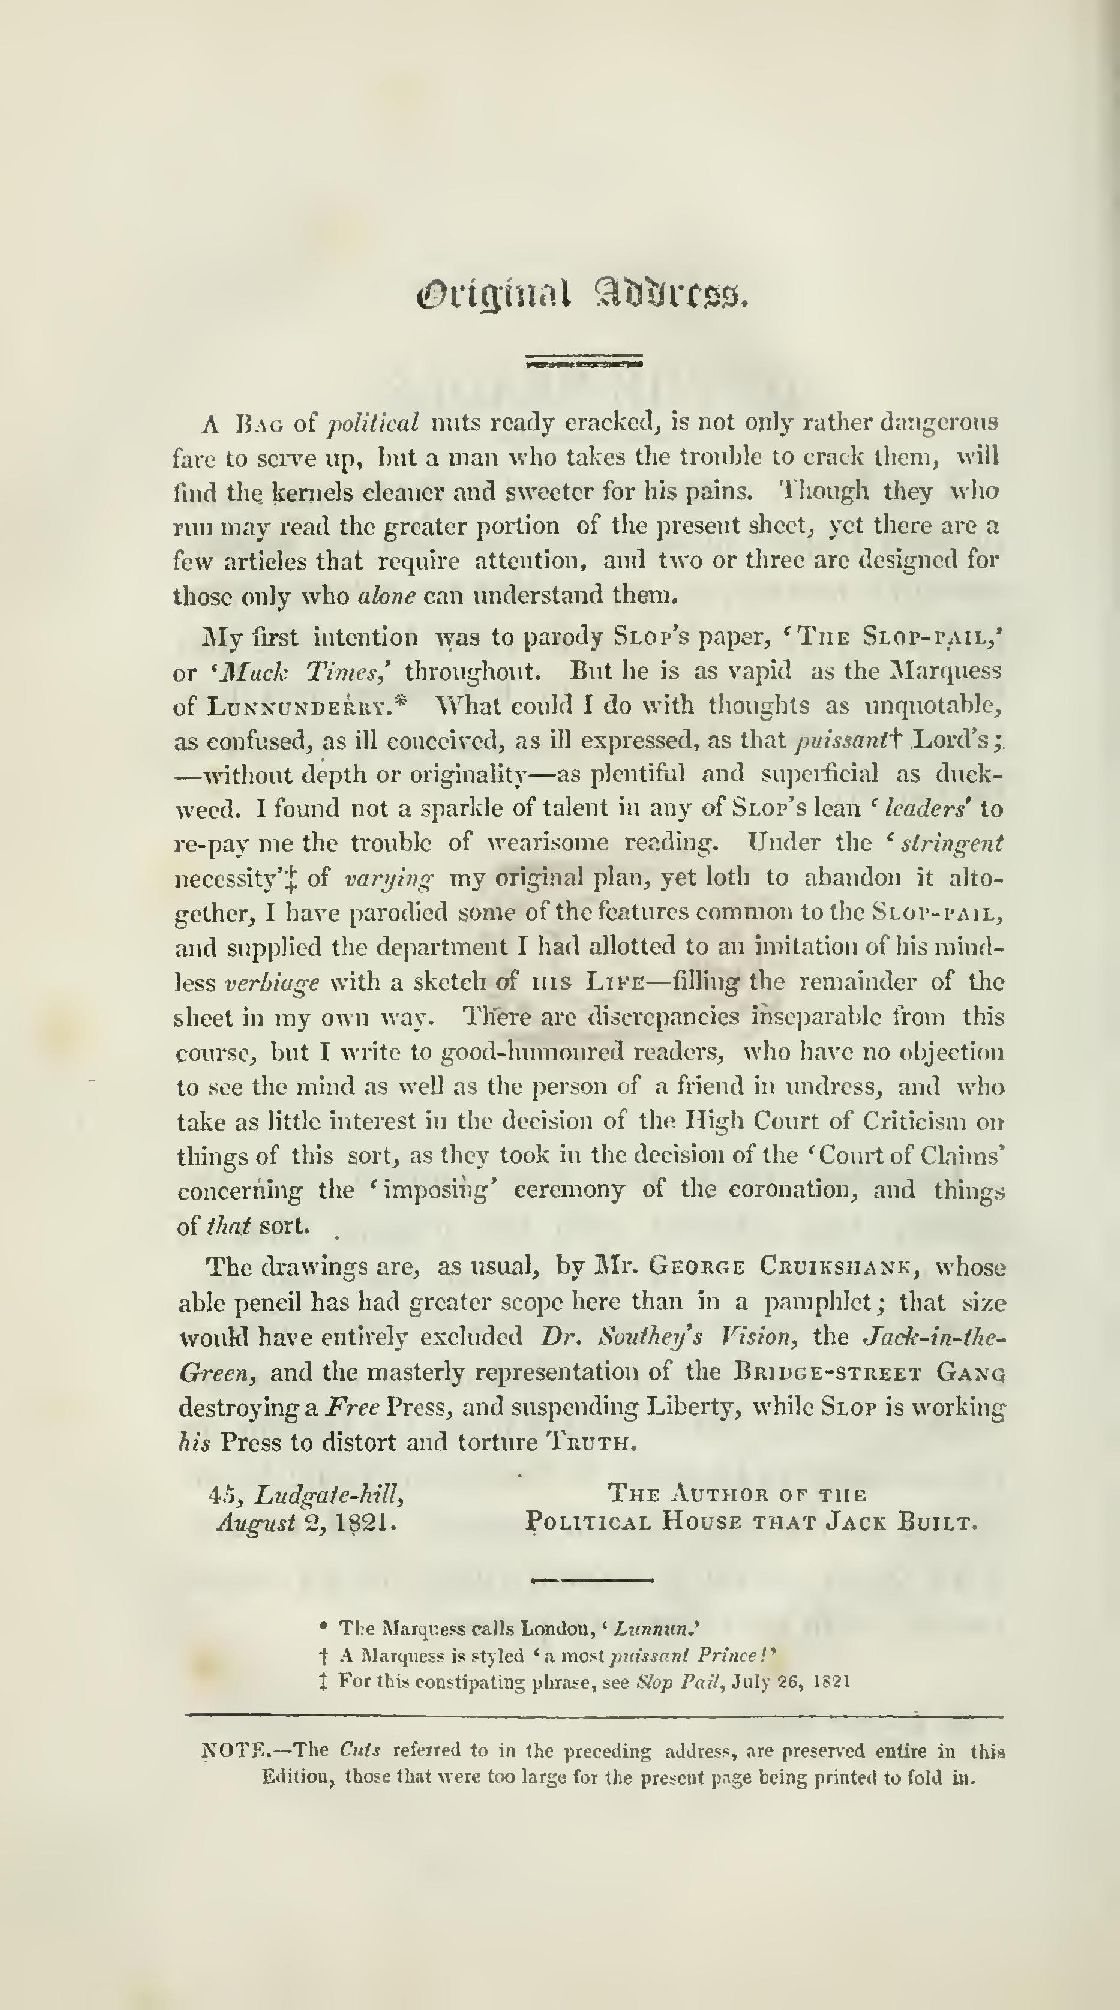 Original Address.
A BAG of political nuts ready cracked, is not only rather dangerous
fare to serve up, but a man who takes the trouble to crack them, will
find the kernels cleaner and sweeter for his pains. Though they who
run may read the greater portion of the present sheet, yet there are a
few articles that require attention, and two or three are designed for
those only who alone can understand them.
My first intention was to parody SLOP's paper, ‘THE SLOP-PAIL,’
or ‘Muck Times,’ throughout. But he is as vapid as the Marquess
of LUNNUNDERRY.* What could I do with thoughts as unquotable,
as confused, as ill conceived, as ill expressed, as that puissant† Lord's;
—without depth or originality—as plentiful and superficial as duck-
weed. I found not a sparkle of talent in any of SLOP's lean ‘leaders’ to
re-pay me the trouble of wearisome reading. Under the ‘stringent
necessity’‡ of varying my original plan, yet loth to abandon it alto-
gether, I have parodied some of the features common to the SLOP-PAIL,
and supplied the department I had allotted to an imitation of his mind-
less verbiage with a sketch of HIS LIFE—filling the remainder of the
sheet in my own way. There are discrepancies inseparable from this
course, but I write to good-humoured readers, who have no objection
to see the mind as well as the person of a friend in undress, and who
take as little interest in the decision of the High Court of Criticism on
things of this sort, as they took in the decision of the ‘Court of Claims’
concerning the ‘imposing’ ceremony of the coronation, and things
of that sort.
The drawings are, as usual, by Mr. GEORGE CRUIKSHANK, whose
able pencil has had greater scope here than in a pamphlet; that size
would have entirely excluded Dr. Southey's Vision, the Jack-in-the-
Green, and the masterly representation of the BRIDGE-STREET GANG
destroying a Free Press, and suspending Liberty, while SLOP is working
his Press to distort and torture TRUTH.
45, Ludgate-hill,
August 2, 1821.
THE AUTHOR OF THE
POLITICAL HOUSE THAT JACK BUILT.
* The Marquess calls London, ‘Lunnun.’
† A Marquess is styled ‘a most puissant Prince!’
‡ For this constipating phrase, see Slop Pail, July 26, 1821
NOTE.—The Cuts referred to in the preceding address, are preserved entire in this
Edition, those that were too large for the present page being printed to fold in.